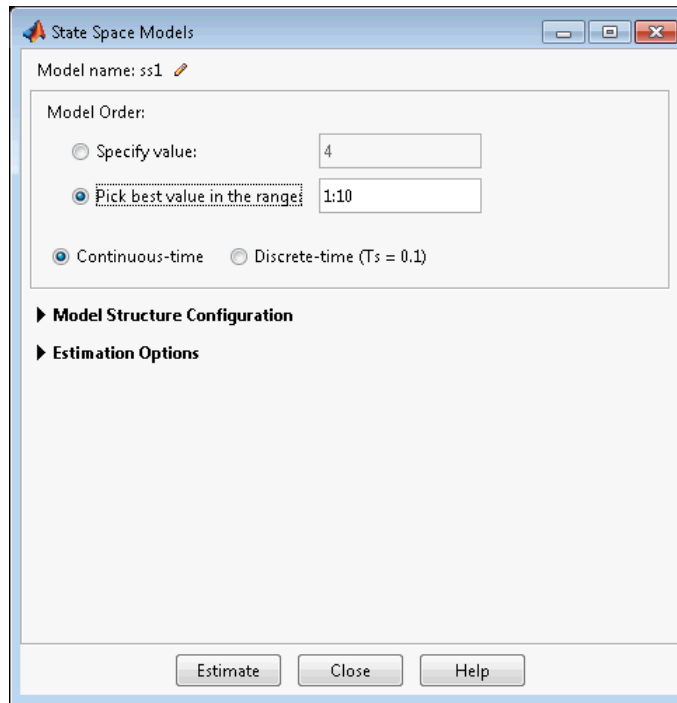 State Space Models
Model name: ss1
Model Order:
Specify value: 4
Pick best value in the range: 1:10
Continuous-time Discrete-time (Ts = 0.1)
Model Structure Configuration
Estimation Options
Estimate Close Help